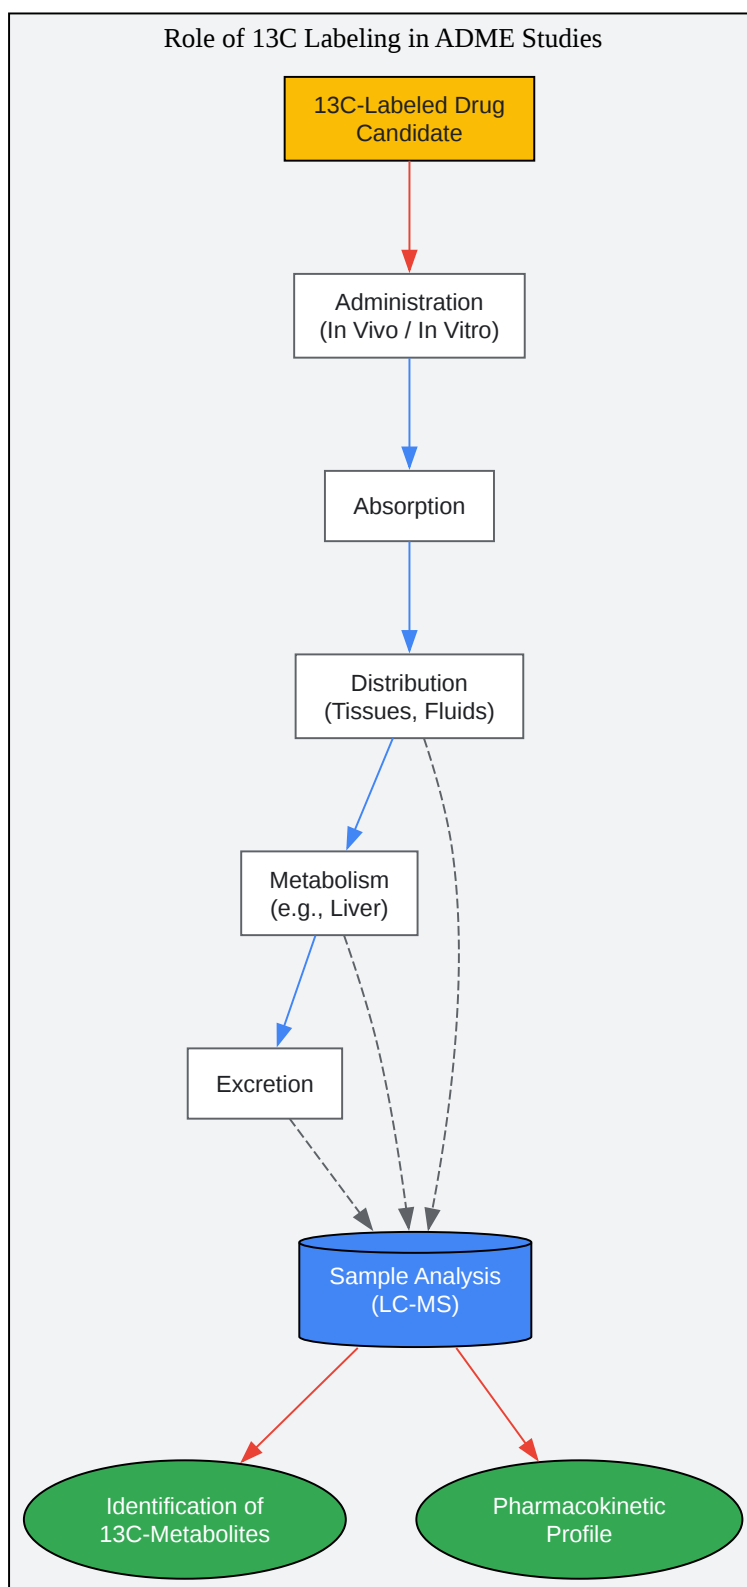 Role of 13C Labeling in ADME Studies
13C-Labeled Drug
Candidate
Administration
(In Vivo / In Vitro)
Absorption
Distribution
(Tissues, Fluids)
Metabolism
(e.g., Liver)
Excretion
Sample Analysis
(LC-MS)
Identification of
13C-Metabolites
Pharmacokinetic
Profile